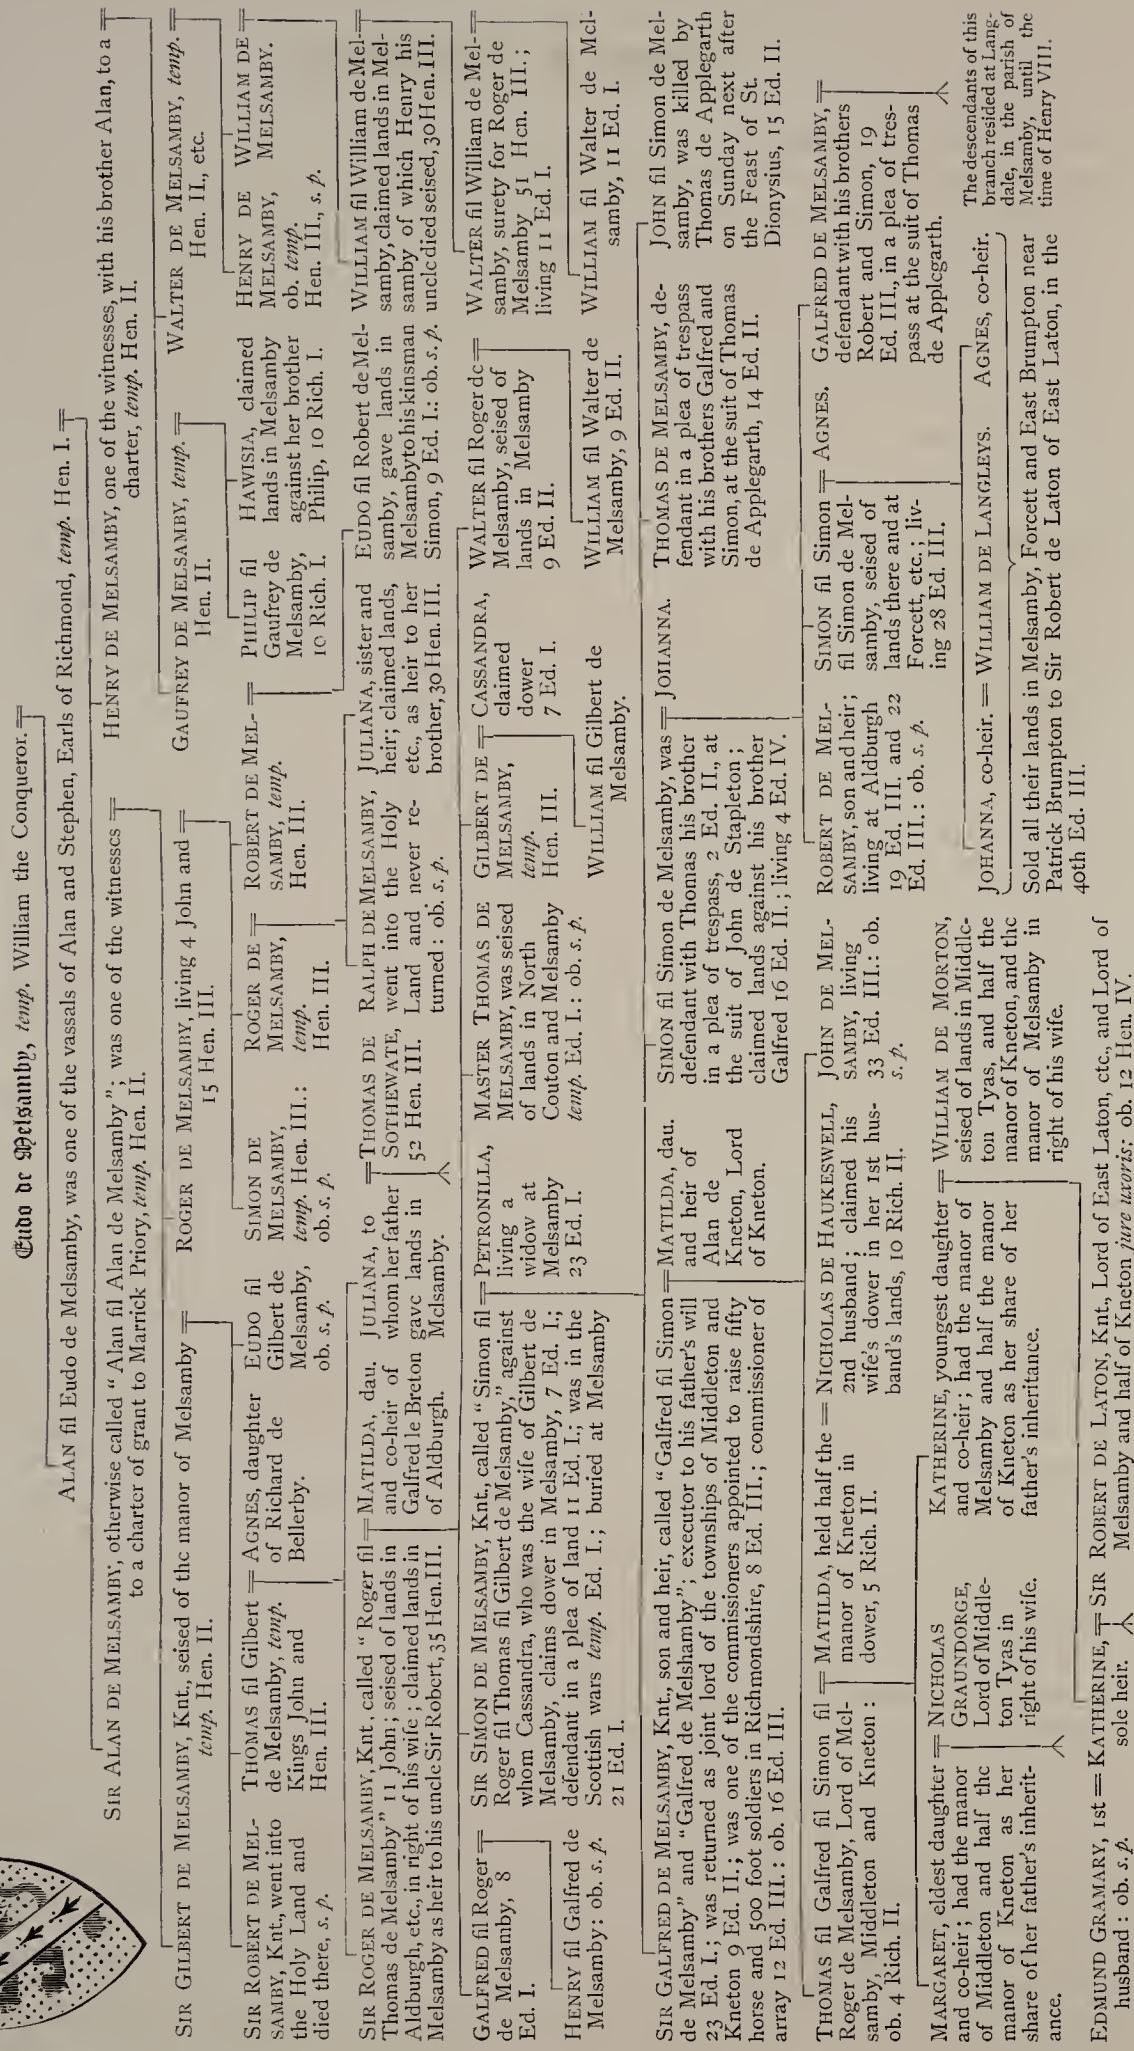 Eudo de Melsamby, temp. William the Conqueror.
ALAN fil Eudo de Melsamby, was one of the vassals of Alan and Stephen, Earls of Richmond, temp. Hen. I.
SIR ALAN DE MELSAMBY, otherwise called "Alan fil Alan de Melsamby"; was one of the witnesses
to a charter of grant to Marrick Priory, temp. Hen. II.
HENRY DE MELSAMBY, one of the witnesses, with his brother Alan, to a
charter, temp. Hen. II.
SIR GILBERT DE MELSAMBY, Knt., seised of the manor of Melsamby
temp. Hen. II.
ROGER DE MELSAMBY, living 4 John and
15 Hen. III.
GAUFREY DE MELSAMBY, temp.
Hen. II.
WALTER DE MELSAMBY, temp.
Hen. II., etc.
SIR ROBERT DE MEL-
SAMBY, Knt., went into
the Holy Land and
died there, s. p.
THOMAS fil Gilbert
de Melsamby, temp.
Kings John and
Hen. III.
AGNES, daughter
of Richard de
Bellerby.
EUDO fil
Gilbert de
Melsamby,
ob. s. p.
SIMON DE
MELSAMBY,
temp. Hen. III.:
ob. s. p.
ROGER DE
MELSAMBY,
temp.
Hen. III.
ROBERT DE MEL-
SAMBY, temp.
Hen. III.
PHILIP fil
Gaufrey de
Melsamby,
10 Rich. I.
HAWISIA, claimed
lands in Melsamby
against her brother
Philip, 10 Rich. I.
HENRY DE
MELSAMBY,
ob. temp.
Hen. III., s. p.
WILLIAM DE
MELSAMBY.
SIR ROGER DE MELSAMBY, Knt., called "Roger fil
Thomas de Melsamby" 11 John; seised of lands in
Aldburgh, etc., in right of his wife; claimed lands in
Melsamby as heir to his uncle Sir Robert, 35 Hen. III.
MATILDA, dau.
and co-heir of
Galfred le Breton
of Aldburgh.
JULIANA, to
whom her father
gave lands in
Melsamby.
THOMAS DE
SOTHEWATE,
52 Hen. III.
RALPH DE MELSAMBY,
went into the Holy
Land and never re-
turned: ob. s. p.
JULIANA, sister and
heir; claimed lands,
etc., as heir to her
brother, 30 Hen. III.
EUDO fil Robert de Mel-
samby, gave lands in
Melsamby to his kinsman
Simon, 9 Ed. I.: ob. s. p.
WILLIAM fil William de Mel-
samby, claimed lands in Mel-
samby of which Henry his
uncle died seised, 30 Hen. III.
GALFRED fil Roger
de Melsamby, 8
Ed. I.
SIR SIMON DE MELSAMBY, Knt., called "Simon fil
Roger fil Thomas fil Gilbert de Melsamby," against
whom Cassandra, who was the wife of Gilbert de
Melsamby, claims dower in Melsamby, 7 Ed. I.;
defendant in a plea of land 11 Ed. I.; was in the
Scottish wars temp. Ed. I.; buried at Melsamby
21 Ed. I.
PETRONILLA,
living a
widow at
Melsamby
23 Ed. I.
MASTER THOMAS DE
MELSAMBY, was seised
of lands in North
Couton and Melsamby
temp. Ed. I.: ob. s. p.
GILBERT DE
MELSAMBY,
temp.
Hen. III.
CASSANDRA,
claimed
dower
7 Ed. I.
WALTER fil Roger de
Melsamby, seised of
lands in Melsamby
9 Ed. II.
WALTER fil William de Mel-
samby, surety for Roger de
Melsamby 51 Hen. III.;
living 11 Ed. I.
HENRY fil Galfred de
Melsamby: ob. s. p.
WILLIAM fil Gilbert de
Melsamby.
WILLIAM fil Walter de
Melsamby, 9 Ed. II.
WILLIAM fil Walter de Mel-
samby, 11 Ed. I.
SIR GALFRED DE MELSAMBY, Knt., son and heir, called "Galfred fil Simon
de Melsamby" and "Galfred de Melshamby"; executor to his father's will
23 Ed. I.; was returned as joint lord of the townships of Middleton and
Kneton 9 Ed. II.; was one of the commissioners appointed to raise fifty
horse and 500 foot soldiers in Richmondshire, 8 Ed. III.; commissioner of
array 12 Ed. III.: ob. 16 Ed. III.
MATILDA, dau.
and heir of
Alan de
Kneton, Lord
of Kneton.
SIMON fil Simon de Melsamby, was
defendant with Thomas his brother
in a plea of trespass, 2 Ed. II., at
the suit of John de Stapleton;
claimed lands against his brother
Galfred 16 Ed. II.; living 4 Ed. IV.
JOHANNA.
THOMAS DE MELSAMBY, de-
fendant in a plea of trespass
with his brothers Galfred and
Simon, at the suit of Thomas
de Applegarth, 14 Ed. II.
JOHN fil Simon de Mel-
samby, was killed by
Thomas de Applegarth
on Sunday next after
the Feast of St.
Dionysius, 15 Ed. II.
THOMAS fil Galfred fil Simon fil
Roger de Melsamby, Lord of Mel-
samby, Middleton and Kneton:
ob. 4 Rich. II.
MATILDA, held half the
manor of Kneton in
dower, 5 Rich. II.
NICHOLAS DE HAUKESWELL,
2nd husband; claimed his
wife's dower in her 1st hus-
band's lands, 10 Rich. II.
JOHN DE MEL-
SAMBY, living
33 Ed. III.: ob.
s. p.
ROBERT DE MEL-
SAMBY, son and heir;
living at Aldburgh
19 Ed. III. and 22
Ed. III.: ob. s. p.
SIMON fil Simon
fil Simon de Mel-
samby, seised of
lands there and at
Forcett, etc.; liv-
ing 28 Ed. III.
AGNES.
GALFRED DE MELSAMBY,
defendant with his brothers
Robert and Simon, 19
Ed. III., in a plea of tres-
pass at the suit of Thomas
de Applegarth.
MARGARET, eldest daughter
and co-heir; had the manor
of Middleton and half the
manor of Kneton as her
share of her father's inherit-
ance.
NICHOLAS
GRAUNDORGE,
Lord of Middle-
ton Tyas in
right of his wife.
KATHERINE, youngest daughter
and co-heir; had the manor of
Melsamby and half the manor
of Kneton as her share of her
father's inheritance.
WILLIAM DE MORTON,
seised of lands in Middle-
ton Tyas, and half the
manor of Kneton, and the
manor of Melsamby in
right of his wife.
JOHANNA, co-heir.
WILLIAM DE LANGLEYS.
AGNES, co-heir.
Sold all their lands in Melsamby, Forcett and East Brumpton near
Patrick Brumpton to Sir Robert de Laton of East Laton, in the
40th Ed. III.
The descendants of this
branch resided at Lang-
dale, in the parish of
Melsamby, until the
time of Henry VIII.
EDMUND GRAMARY, 1st
husband: ob. s. p.
KATHERINE,
sole heir.
SIR ROBERT DE LATON, Knt., Lord of East Laton, etc., and Lord of
Melsamby and half of Kneton jure uxoris; ob. 12 Hen. IV.